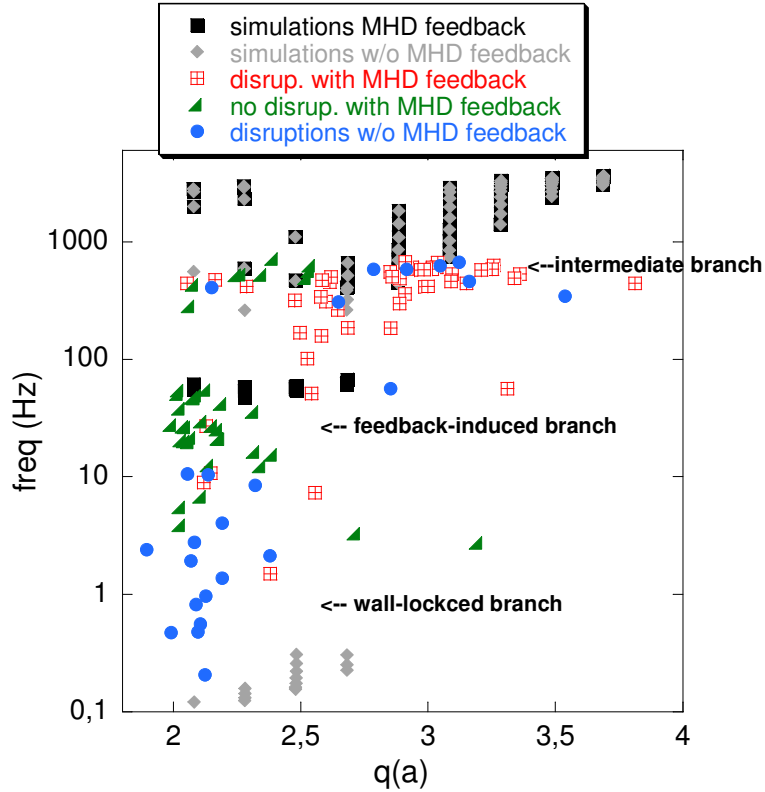 simulations MHD feedback
simulations w/o MHD feedback
disrup. with MHD feedback
no disrup. with MHD feedback
disruptions w/o MHD feedback
1000
<--intermediate branch
100
<-- feedback-induced branch
freq (Hz)
10
1
<-- wall-lockced branch
0,1
2 2,5 3 3,5 4
q(a)